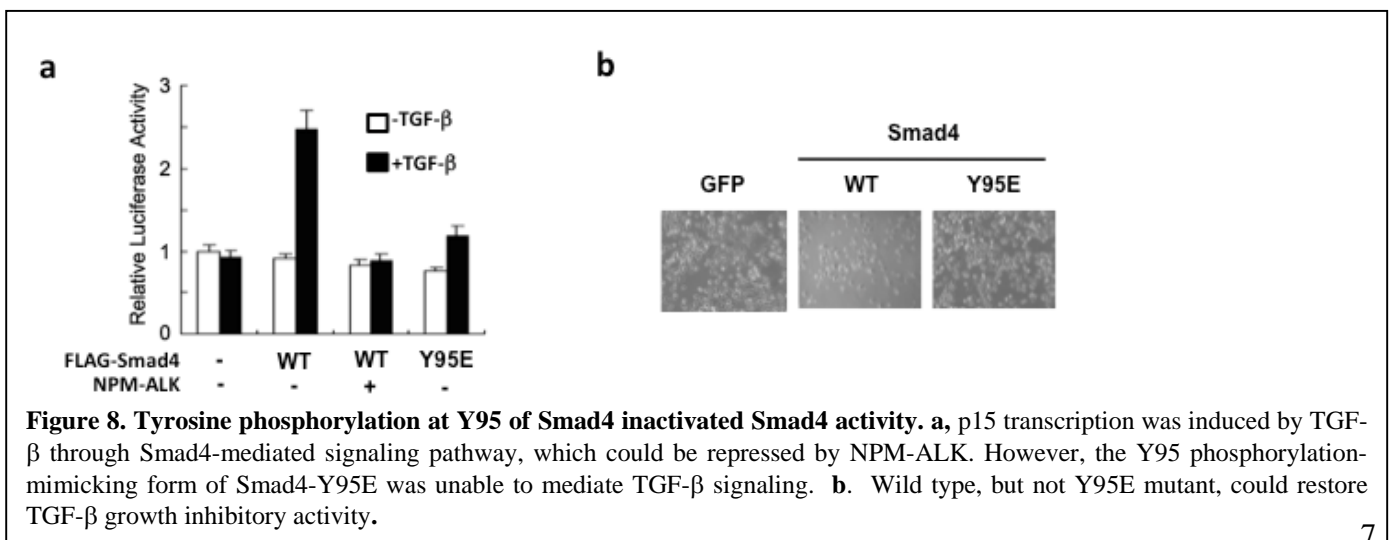 a
b
3
2
1
0
Relative Luciferase Activity
-TGF-β
+TGF-β
FLAG-Smad4 - WT WT Y95E
NPM-ALK - - + -
Smad4
GFP WT Y95E
Figure 8. Tyrosine phosphorylation at Y95 of Smad4 inactivated Smad4 activity. a, p15 transcription was induced by TGF-
β through Smad4-mediated signaling pathway, which could be repressed by NPM-ALK. However, the Y95 phosphorylation-
mimicking form of Smad4-Y95E was unable to mediate TGF-β signaling. b. Wild type, but not Y95E mutant, could restore
TGF-β growth inhibitory activity.
7